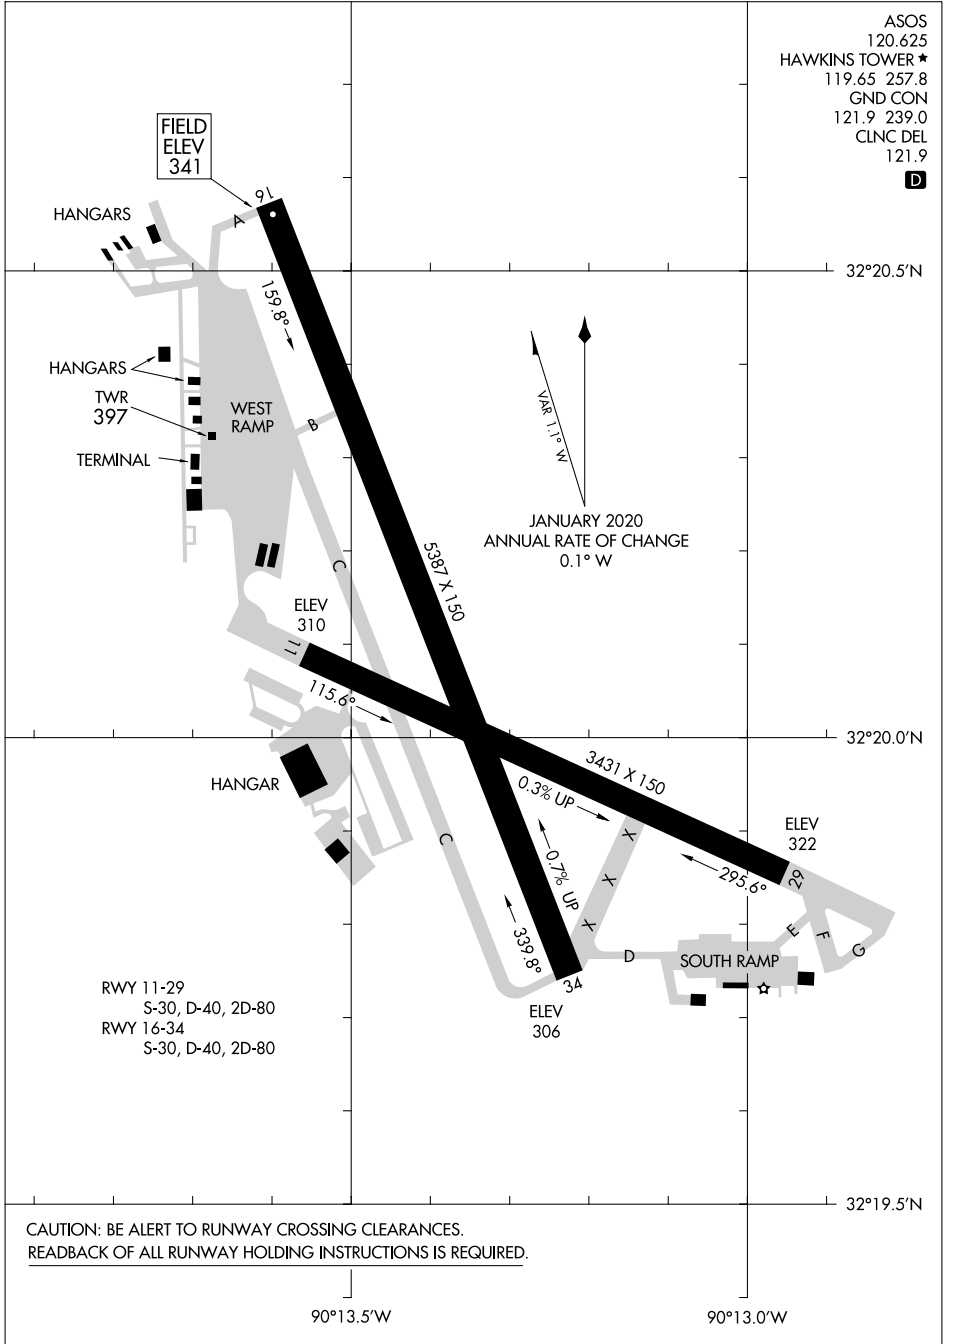 ASOS
120.625
HAWKINS TOWER ★
119.65 257.8
GND CON
121.9 239.0
CLNC DEL
121.9
D
FIELD
ELEV
341
16
A
HANGARS
32°20.5'N
159.8°
HANGARS
TWR
397
WEST
RAMP
B
TERMINAL
VAR 1.1° W
JANUARY 2020
ANNUAL RATE OF CHANGE
0.1° W
5387 X 150
C
ELEV
310
11
115.6°
32°20.0'N
3431 X 150
0.3% UP
HANGAR
ELEV
322
C
X
X
X
0.7% UP
295.6°
29
339.8°
E
F
G
D
SOUTH RAMP
34
ELEV
306
RWY 11-29
S-30, D-40, 2D-80
RWY 16-34
S-30, D-40, 2D-80
32°19.5'N
CAUTION: BE ALERT TO RUNWAY CROSSING CLEARANCES.
READBACK OF ALL RUNWAY HOLDING INSTRUCTIONS IS REQUIRED.
90°13.5'W
90°13.0'W